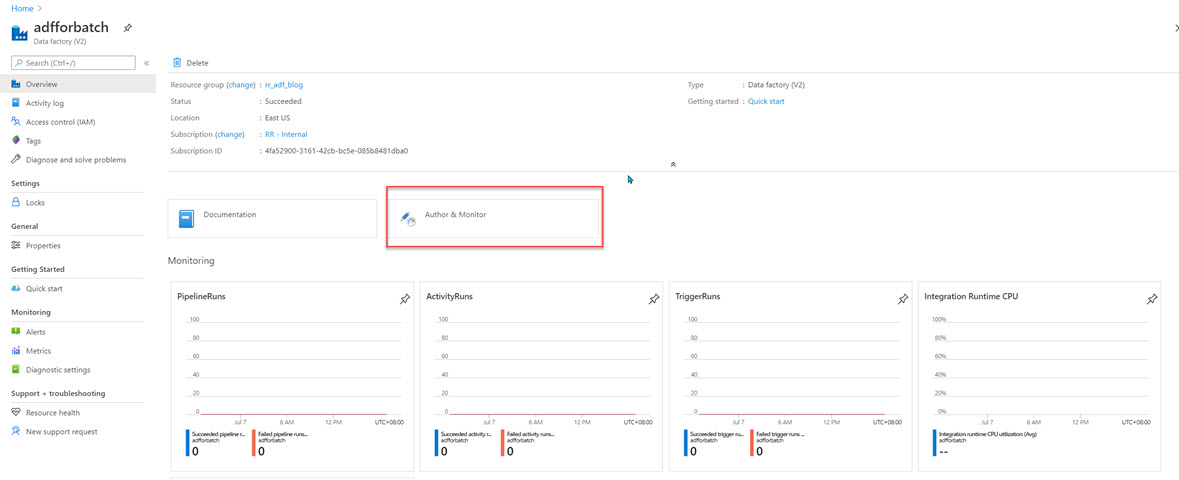 Home >
adfforbatch
Data factory (V2)
Search (Ctrl+/)
«
Overview
Activity log
Access control (IAM)
Tags
Diagnose and solve problems
Settings
Locks
General
Properties
Getting Started
Quick start
Monitoring
Alerts
Metrics
Diagnostic settings
Support + troubleshooting
Resource health
New support request
Delete
Resource group (change) : rr_adf_blog
Status : Succeeded
Location : East US
Subscription (change) : RR - Internal
Subscription ID : 4fa52900-3161-42cb-bc5e-085b8481dba0
Type : Data factory (V2)
Getting started : Quick start
Documentation
Author & Monitor
Monitoring
PipelineRuns
100
80
60
40
20
0
Jul 7 6 AM 12 PM UTC+08:00
Succeeded pipeline r...
adfforbatch
0
Failed pipeline runs...
adfforbatch
0
ActivityRuns
100
80
60
40
20
0
Jul 7 6 AM 12 PM UTC+08:00
Succeeded activity r...
adfforbatch
0
Failed activity runs...
adfforbatch
0
TriggerRuns
100
80
60
40
20
0
Jul 7 6 AM 12 PM UTC+08:00
Succeeded trigger ru...
adfforbatch
0
Failed trigger runs ...
adfforbatch
0
Integration Runtime CPU
100%
80%
60%
40%
20%
0%
Jul 7 6 AM 12 PM UTC+08:00
Integration runtime CPU utilization (Avg)
adfforbatch
--